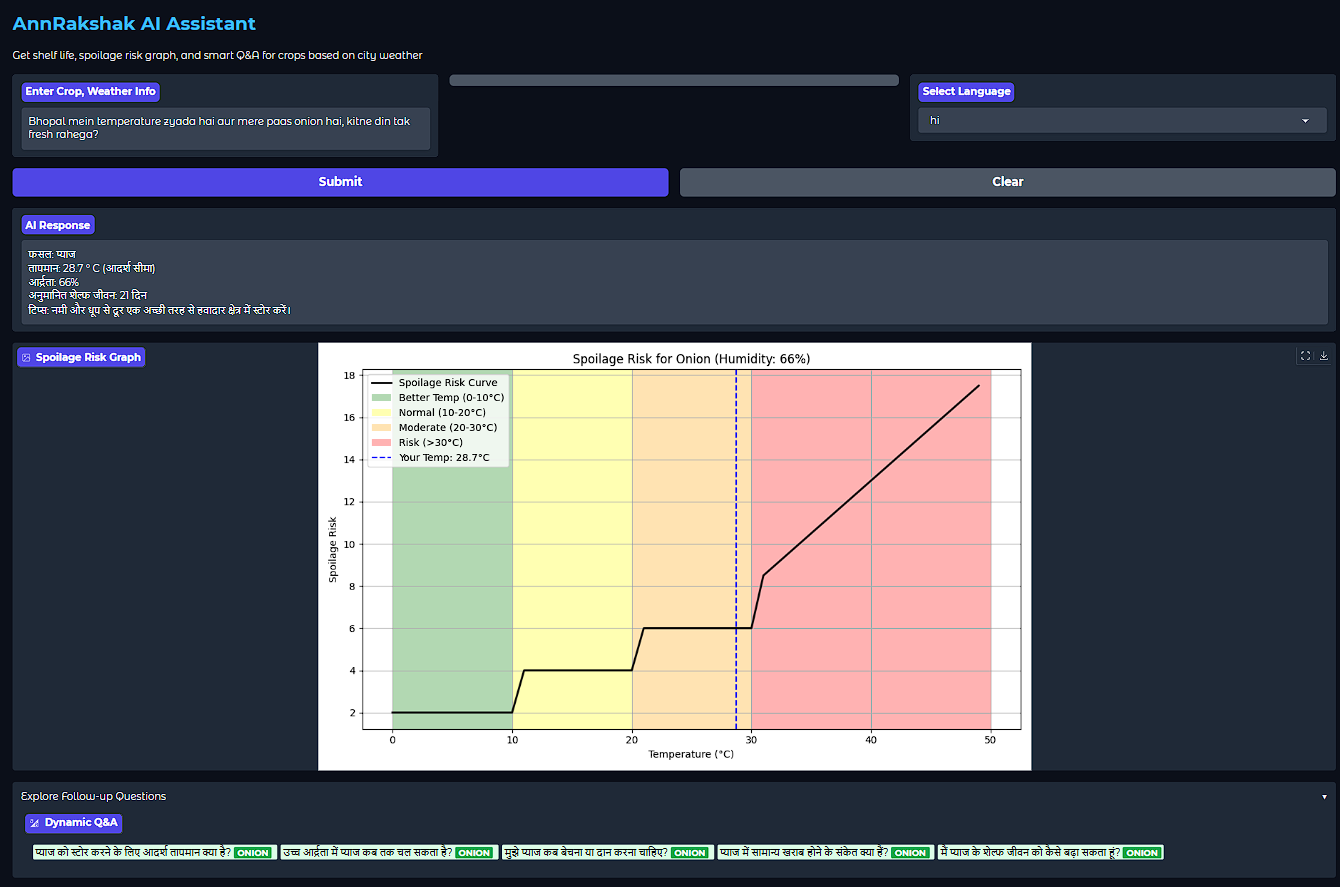 AnnRakshak AI Assistant
Get shelf life, spoilage risk graph, and smart Q&A for crops based on city weather
Enter Crop, Weather Info
Bhopal mein temperature zyada hai aur mere paas onion hai, kitne din tak
fresh rahega?
Select Language
hi
Submit
Clear
AI Response
फसल: प्याज
तापमान: 28.7 ° C (आदर्श सीमा)
आर्द्रता: 66%
अनुमानित शेल्फ जीवन: 21 दिन
टिप्स: नमी और धूप से दूर एक अच्छी तरह से हवादार क्षेत्र में स्टोर करें।
Spoilage Risk Graph
Spoilage Risk for Onion (Humidity: 66%)
Spoilage Risk Curve
Better Temp (0-10°C)
Normal (10-20°C)
Moderate (20-30°C)
Risk (>30°C)
Your Temp: 28.7°C
18
16
14
12
10
8
6
4
2
Spoilage Risk
0 10 20 30 40 50
Temperature (°C)
Explore Follow-up Questions
Dynamic Q&A
प्याज को स्टोर करने के लिए आदर्श तापमान क्या है? ONION उच्च आर्द्रता में प्याज कब तक चल सकता है? ONION मुझे प्याज कब बेचना या दान करना चाहिए? ONION प्याज में सामान्य खराब होने के संकेत क्या हैं? ONION मैं प्याज के शेल्फ जीवन को कैसे बढ़ा सकता हूं? ONION